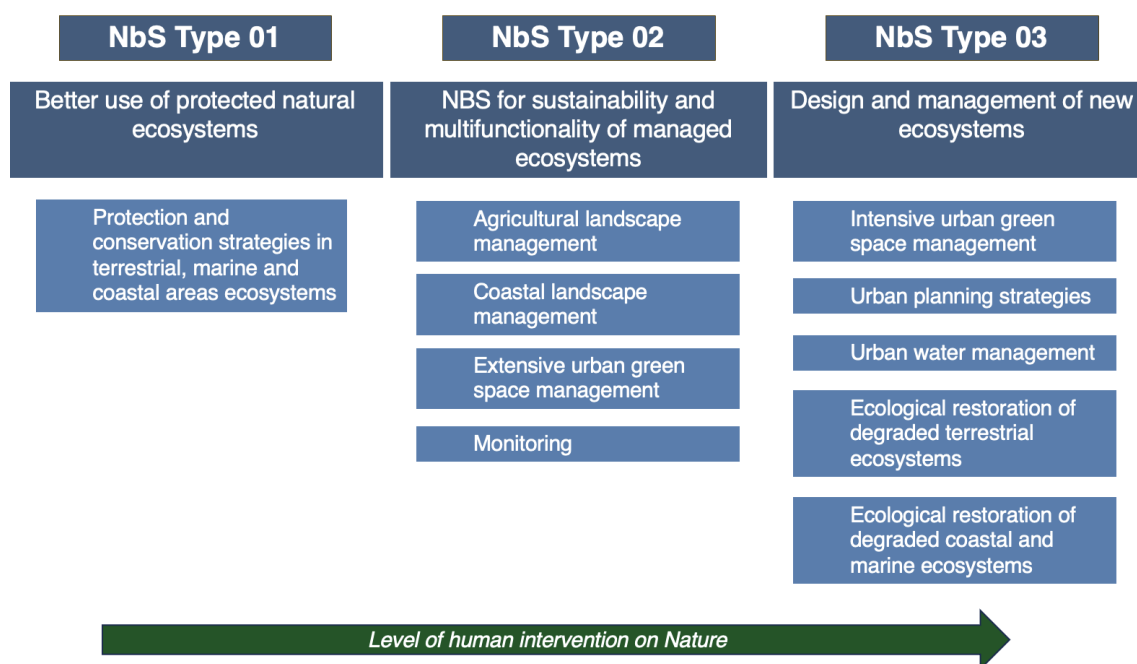 NbS Type 01
NbS Type 02
NbS Type 03
Better use of protected natural
ecosystems
NBS for sustainability and
multifunctionality of managed
ecosystems
Design and management of new
ecosystems
Protection and
conservation strategies in
terrestrial, marine and
coastal areas ecosystems
Agricultural landscape
management
Coastal landscape
management
Extensive urban green
space management
Monitoring
Intensive urban green
space management
Urban planning strategies
Urban water management
Ecological restoration of
degraded terrestrial
ecosystems
Ecological restoration of
degraded coastal and
marine ecosystems
Level of human intervention on Nature